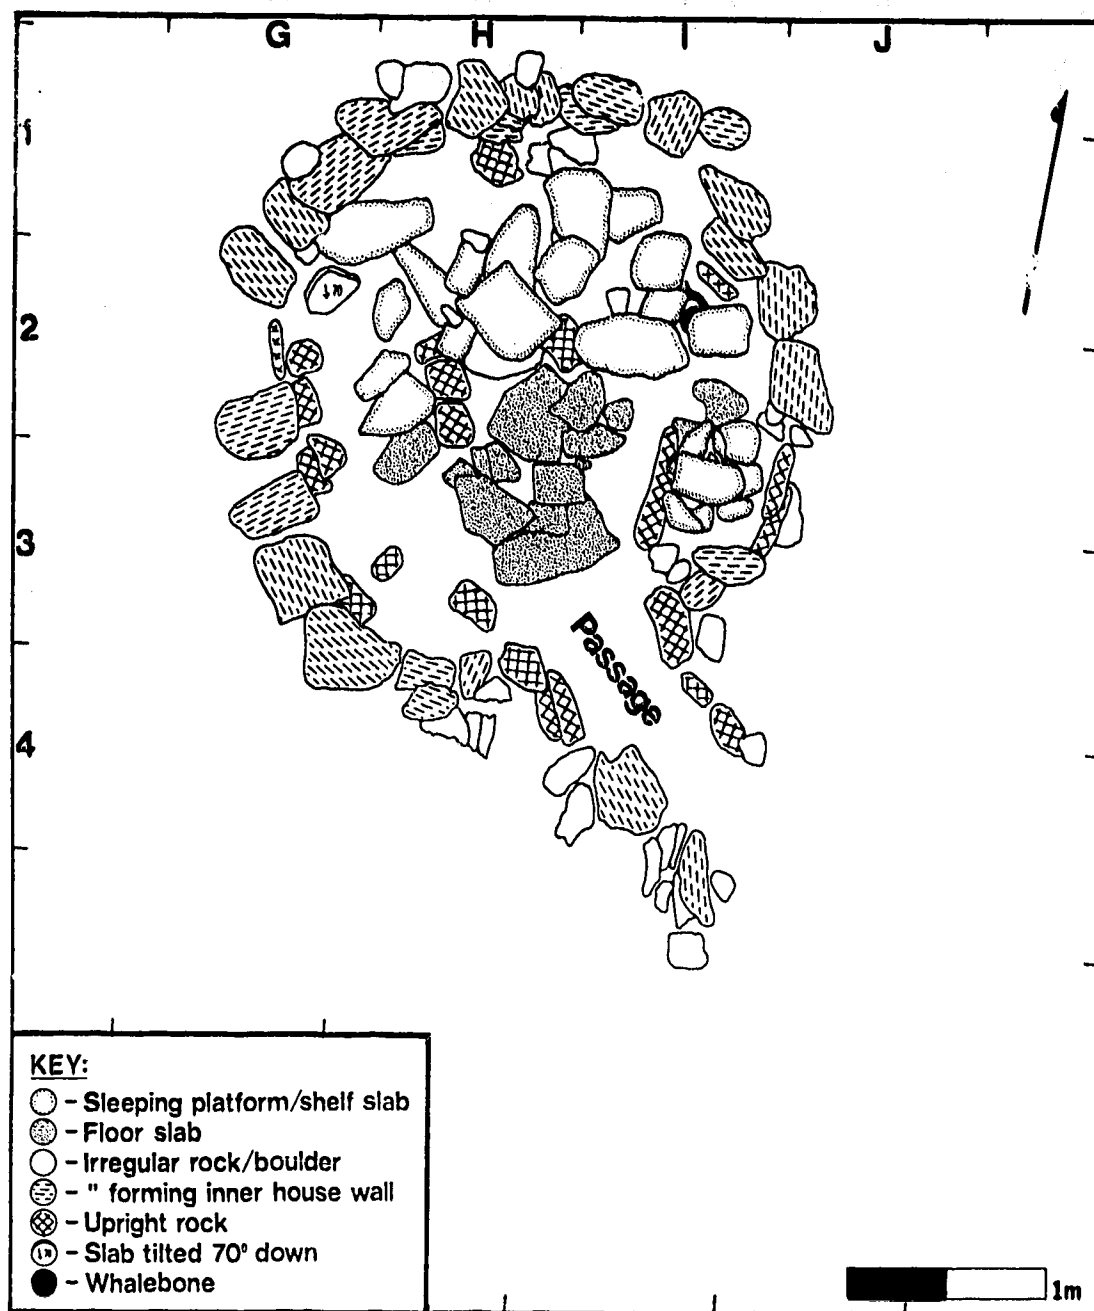 G H I J
1
2
3
4
Passage
KEY:
- Sleeping platform/shelf slab
- Floor slab
- Irregular rock/boulder
- " forming inner house wall
- Upright rock
- Slab tilted 70° down
- Whalebone
1m